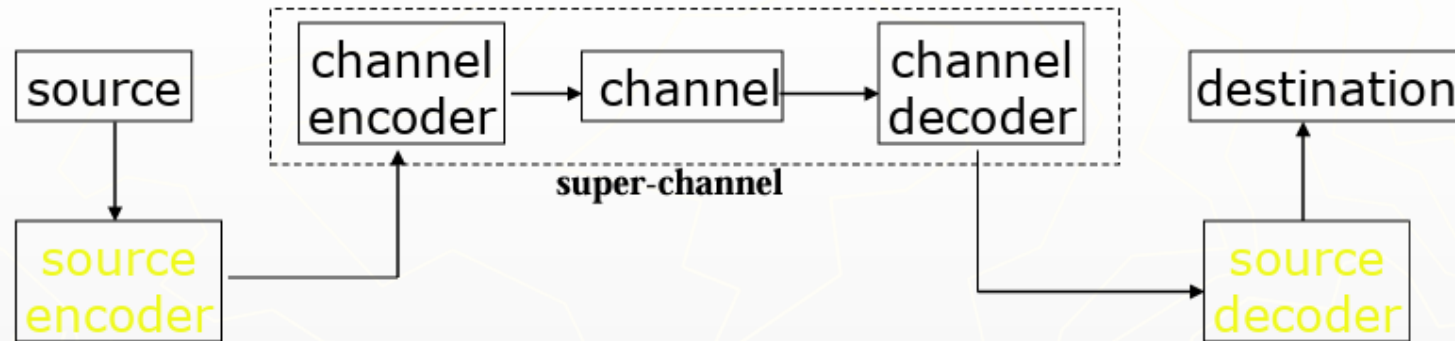 source
channel
encoder
channel
channel
decoder
destination
super-channel
source
encoder
source
decoder